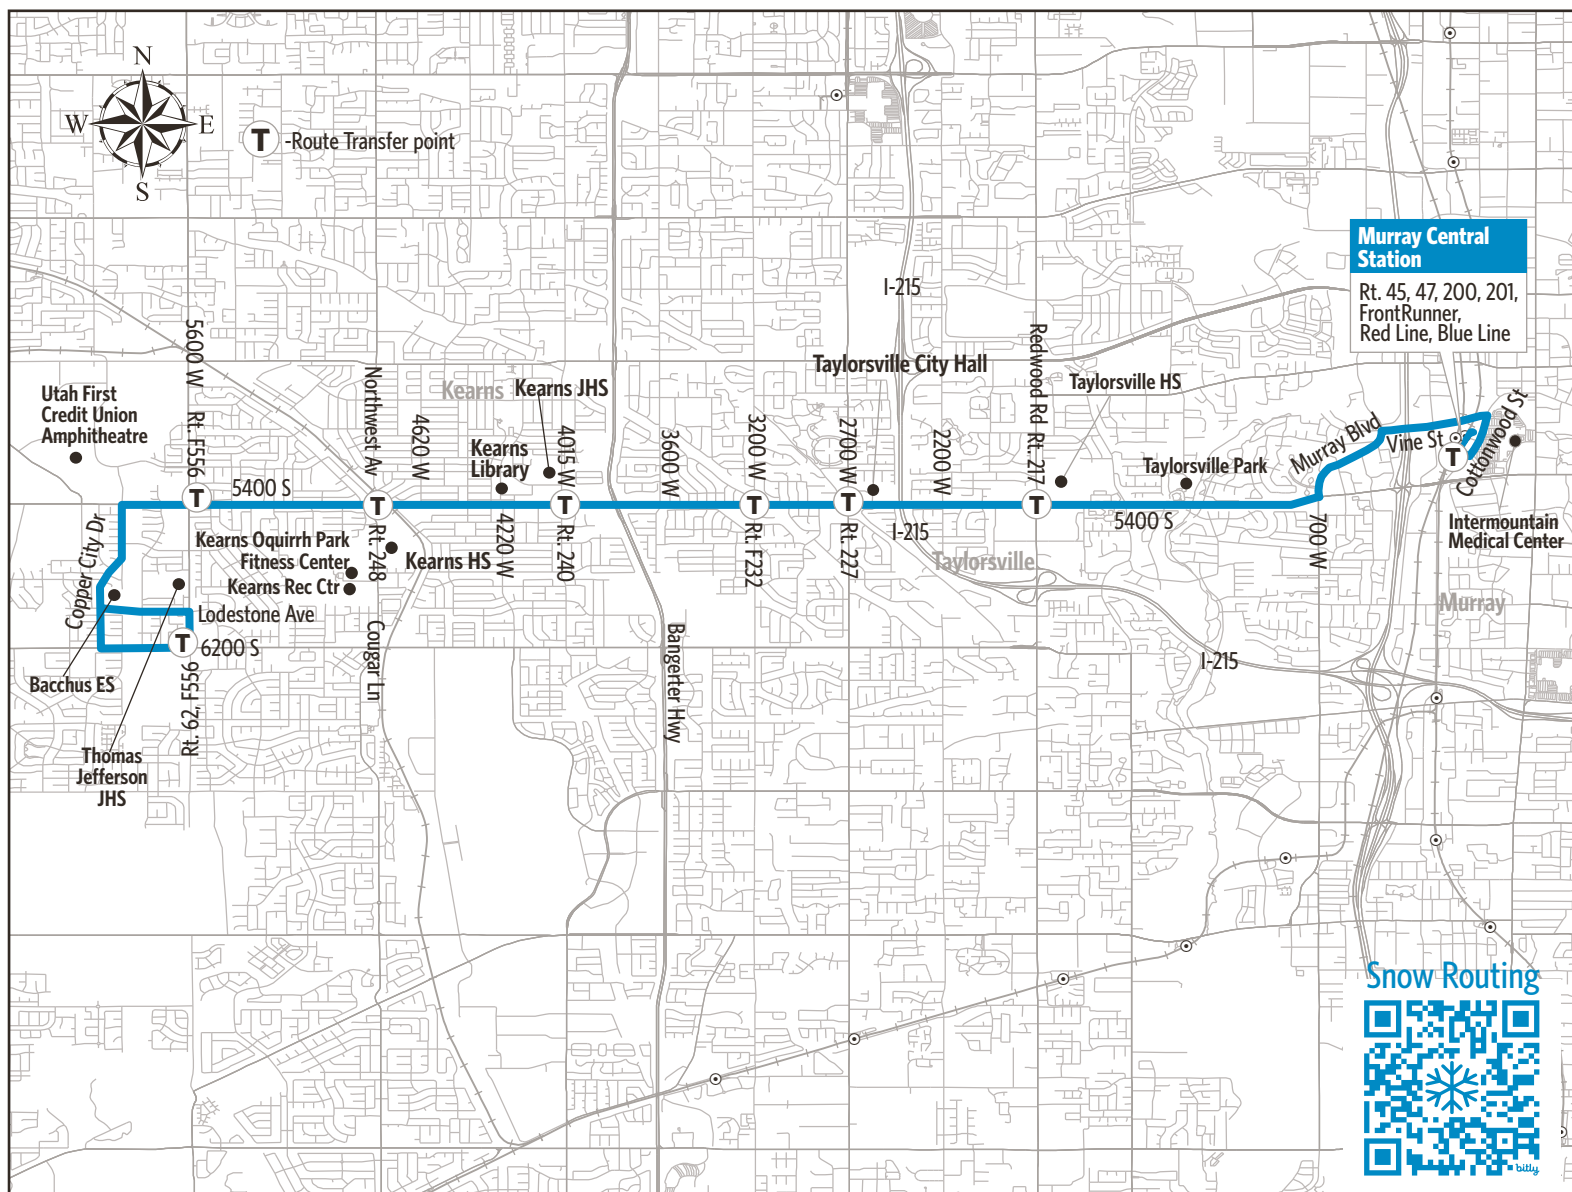 N
W
E
S
T
-Route Transfer point
Murray Central
Station
Rt. 45, 47, 200, 201,
FrontRunner,
Red Line, Blue Line
I-215
5600 W
Rt. F556
Northwest Av
Rt. 248
4620 W
Kearns
Kearns JHS
Kearns
Library
4220 W
4015 W
Rt. 240
3600 W
3200 W
Rt. F232
Taylorsville City Hall
2700 W
Rt. 227
2200 W
I-215
Redwood Rd
Rt. 217
Taylorsville HS
Taylorsville Park
Murray Blvd
Vine St
Cottonwood St
Utah First
Credit Union
Amphitheatre
T
5400 S
T
T
T
T
T
5400 S
T
700 W
Intermountain
Medical Center
Copper City Dr
Kearns Oquirrh Park
Fitness Center
Kearns Rec Ctr
Kearns HS
Taylorsville
Murray
Lodestone Ave
T
6200 S
Cougar Ln
Bangerter Hwy
I-215
Bacchus ES
Rt. 62, F556
Thomas
Jefferson
JHS
Snow Routing
bitly